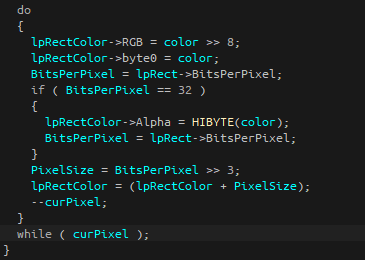 do
{
lpRectColor->RGB = color >> 8;
lpRectColor->byte0 = color;
BitsPerPixel = lpRect->BitsPerPixel;
if ( BitsPerPixel == 32 )
{
lpRectColor->Alpha = HIBYTE(color);
BitsPerPixel = lpRect->BitsPerPixel;
}
PixelSize = BitsPerPixel >> 3;
lpRectColor = (lpRectColor + PixelSize);
--curPixel;
}
while ( curPixel );
}